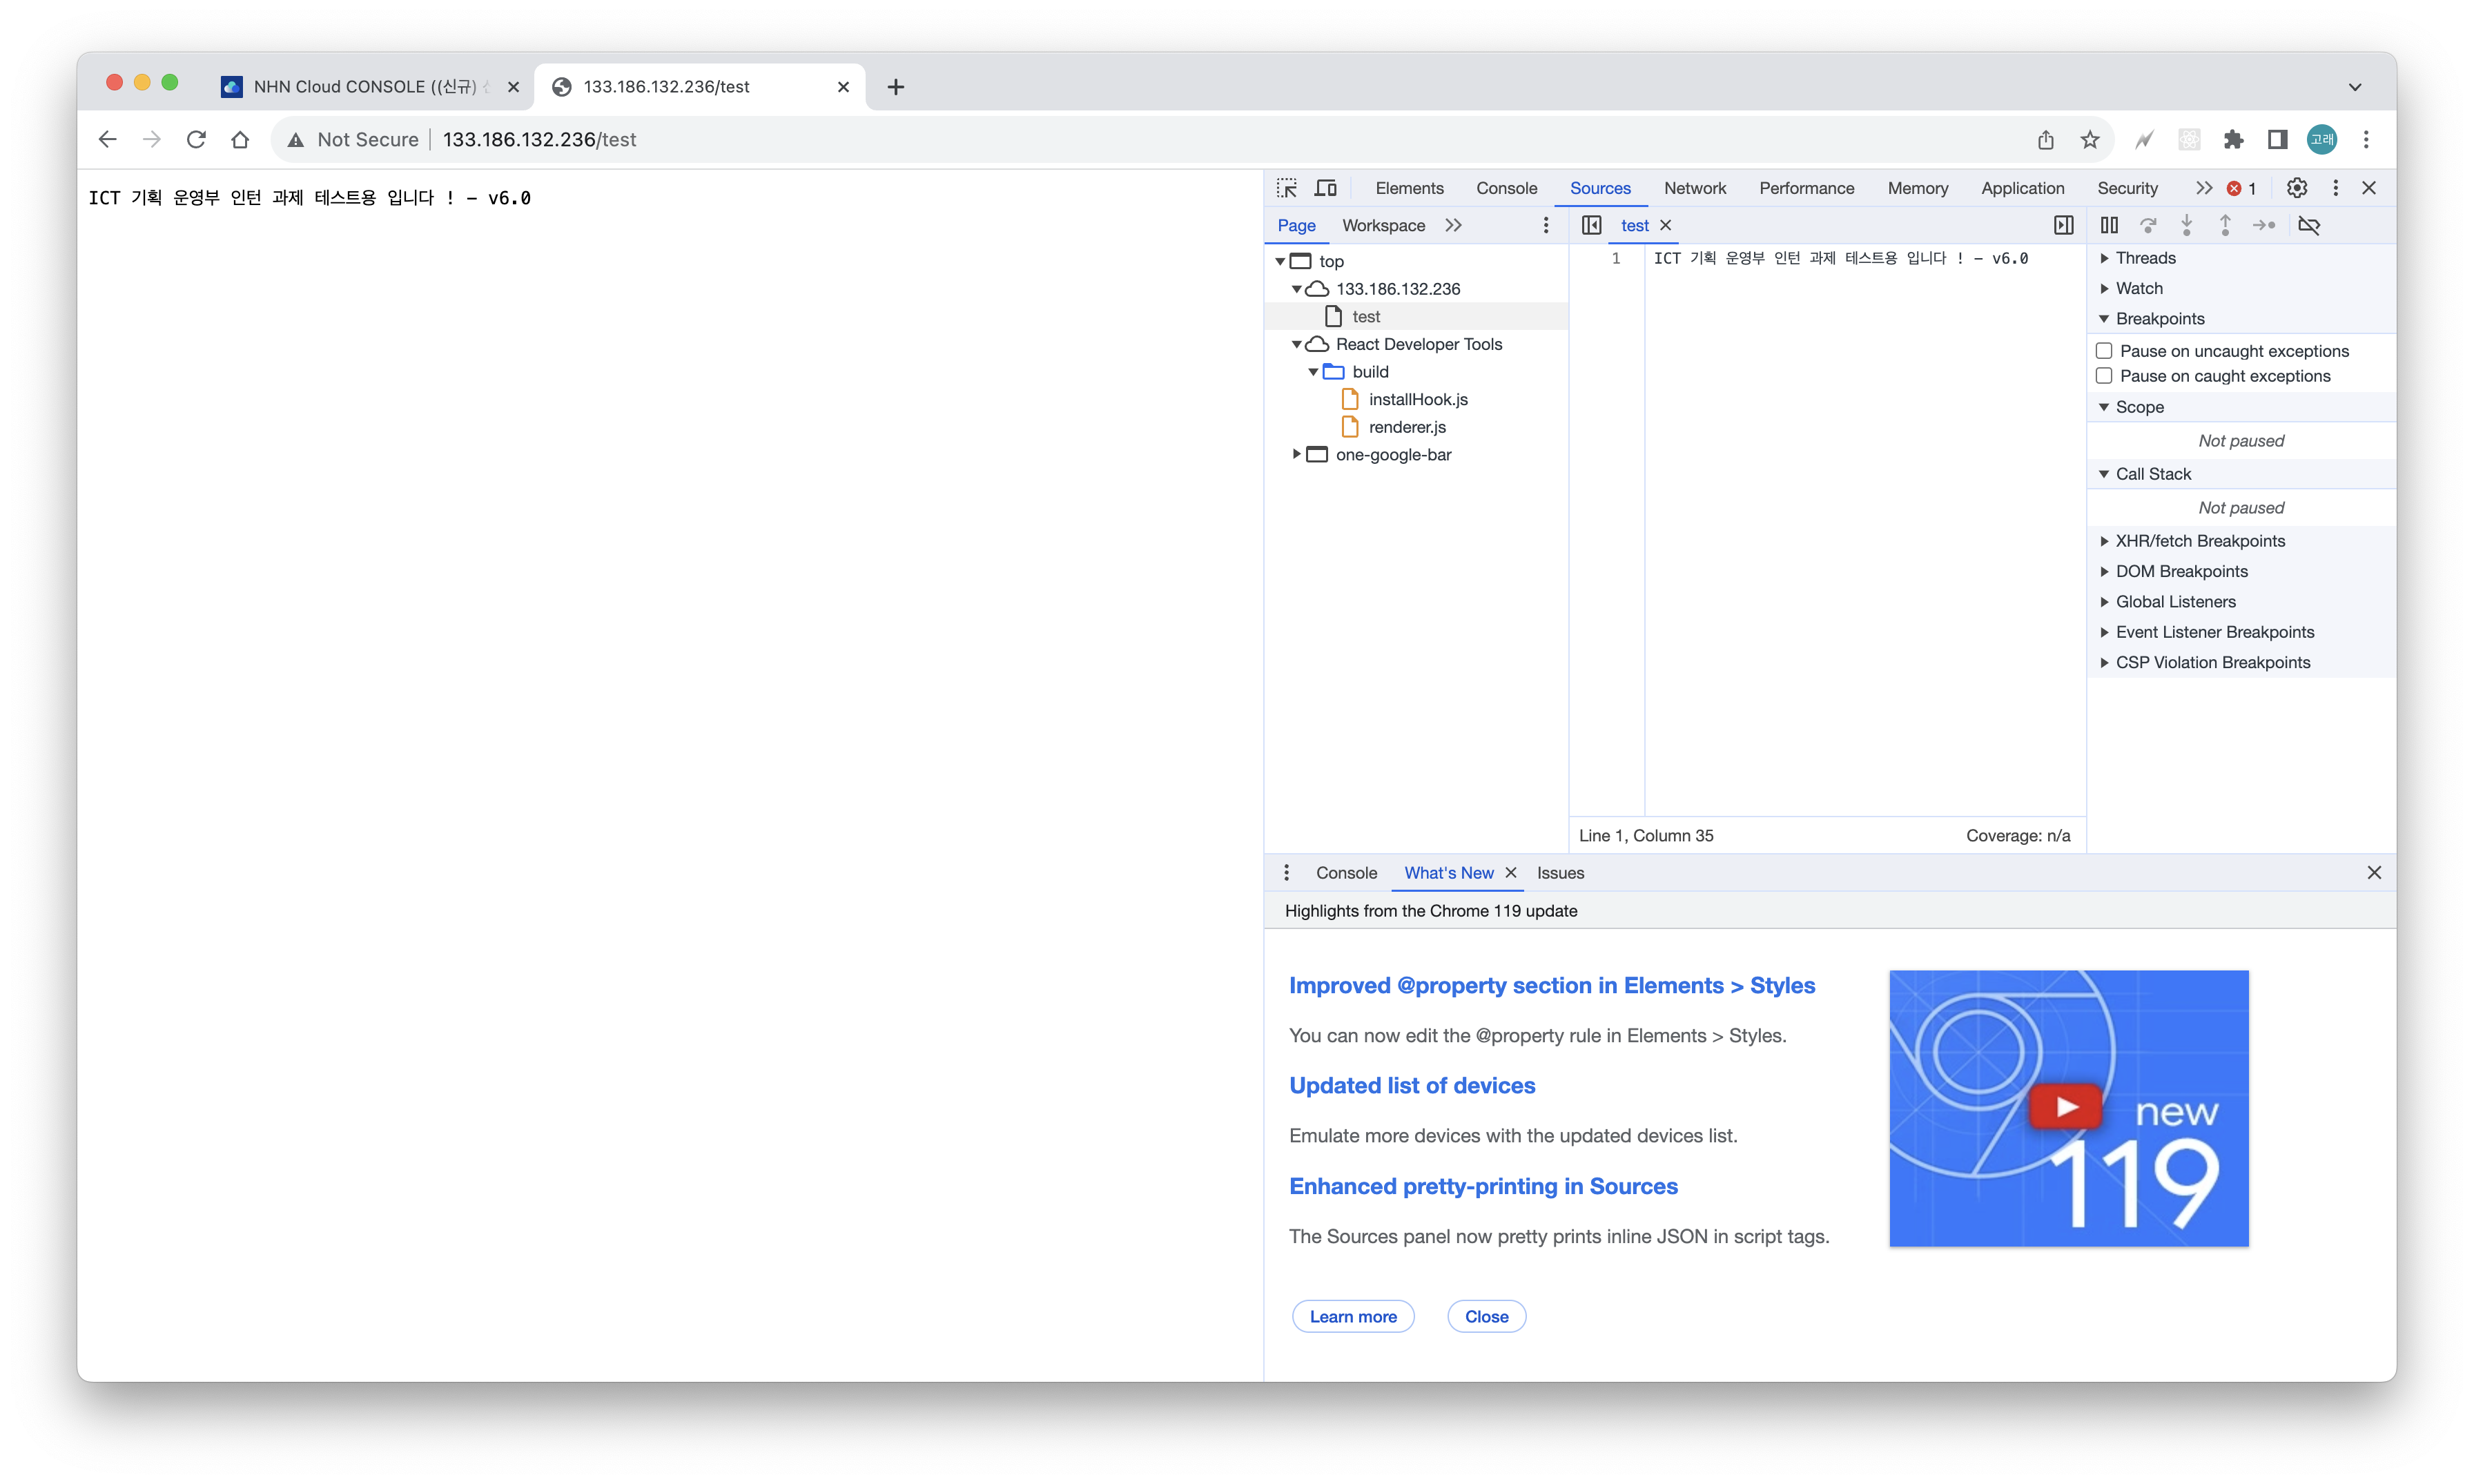 NHN Cloud CONSOLE ((신규)
133.186.132.236/test
Not Secure
133.186.132.236/test
고래
ICT 기획 운영부 인턴 과제 테스트용 입니다 ! - v6.0
Elements
Console
Sources
Network
Performance
Memory
Application
Security
1
Page
Workspace
test
top
133.186.132.236
test
React Developer Tools
build
installHook.js
renderer.js
one-google-bar
1
ICT 기획 운영부 인턴 과제 테스트용 입니다 ! - v6.0
Line 1, Column 35
Coverage: n/a
Threads
Watch
Breakpoints
Pause on uncaught exceptions
Pause on caught exceptions
Scope
Not paused
Call Stack
Not paused
XHR/fetch Breakpoints
DOM Breakpoints
Global Listeners
Event Listener Breakpoints
CSP Violation Breakpoints
Console
What's New
Issues
Highlights from the Chrome 119 update
Improved @property section in Elements > Styles
You can now edit the @property rule in Elements > Styles.
Updated list of devices
Emulate more devices with the updated devices list.
Enhanced pretty-printing in Sources
The Sources panel now pretty prints inline JSON in script tags.
new
119
Learn more
Close